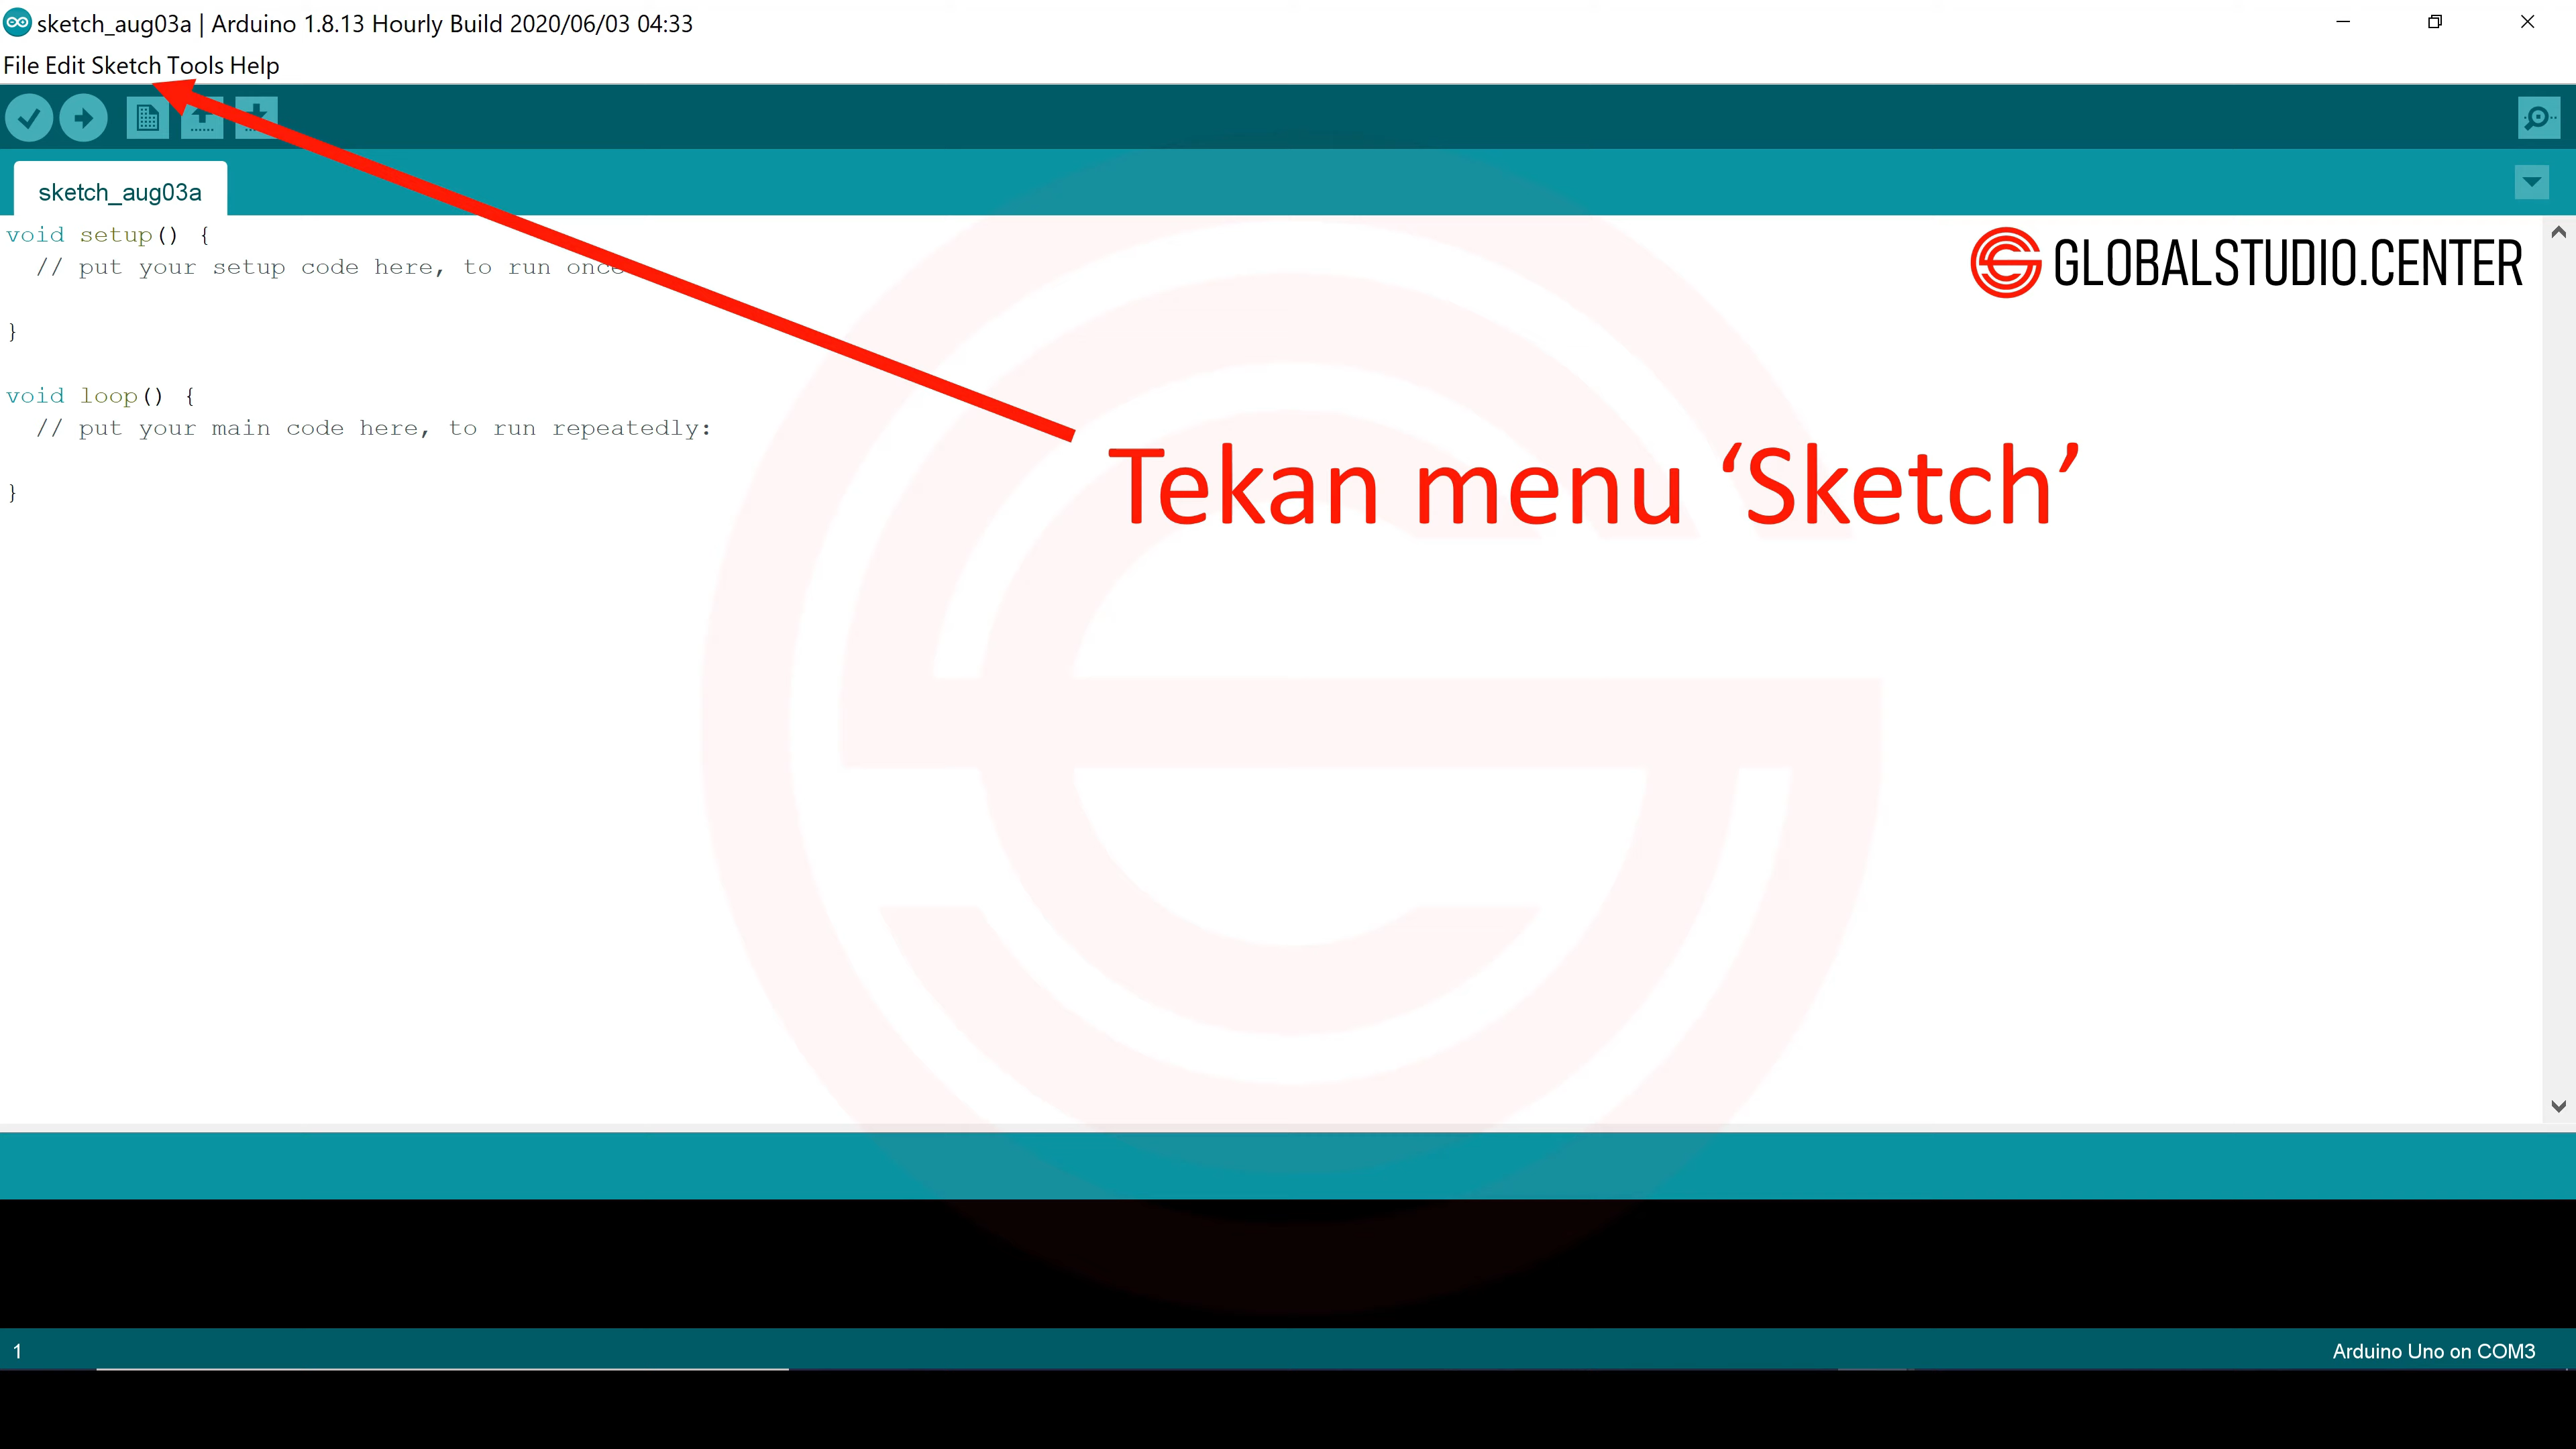 sketch_aug03a | Arduino 1.8.13 Hourly Build 2020/06/03 04:33
File Edit Sketch Tools Help
sketch_aug03a
void setup() {
// put your setup code here, to run once
}
void loop() {
// put your main code here, to run repeatedly:
}
GLOBALSTUDIO.CENTER
Tekan menu ‘Sketch’
1
Arduino Uno on COM3